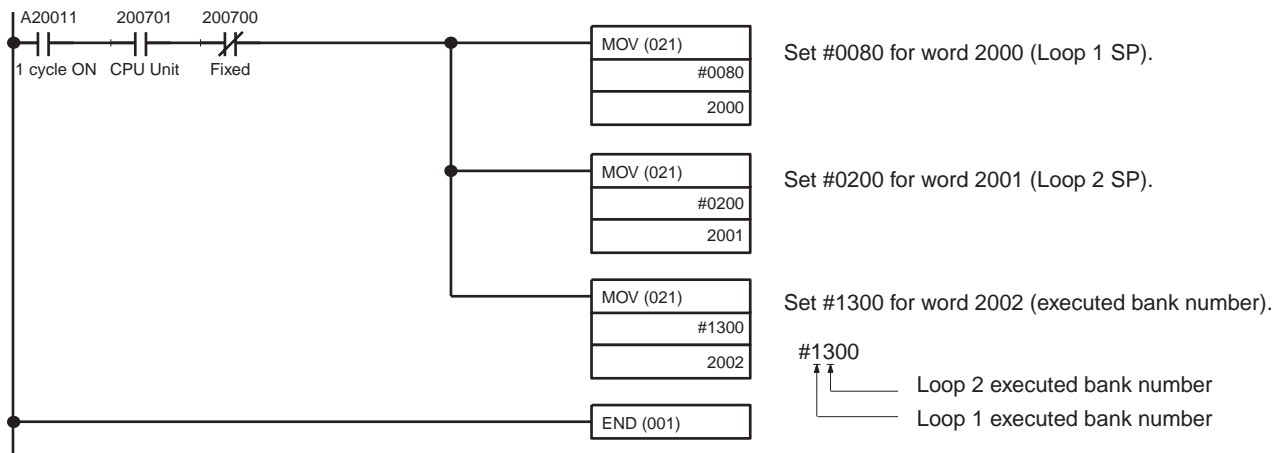 A20011 200701 200700
1 cycle ON CPU Unit Fixed
MOV (021)
#0080
2000
Set #0080 for word 2000 (Loop 1 SP).
MOV (021)
#0200
2001
Set #0200 for word 2001 (Loop 2 SP).
MOV (021)
#1300
2002
Set #1300 for word 2002 (executed bank number).
#1300
Loop 2 executed bank number
Loop 1 executed bank number
END (001)